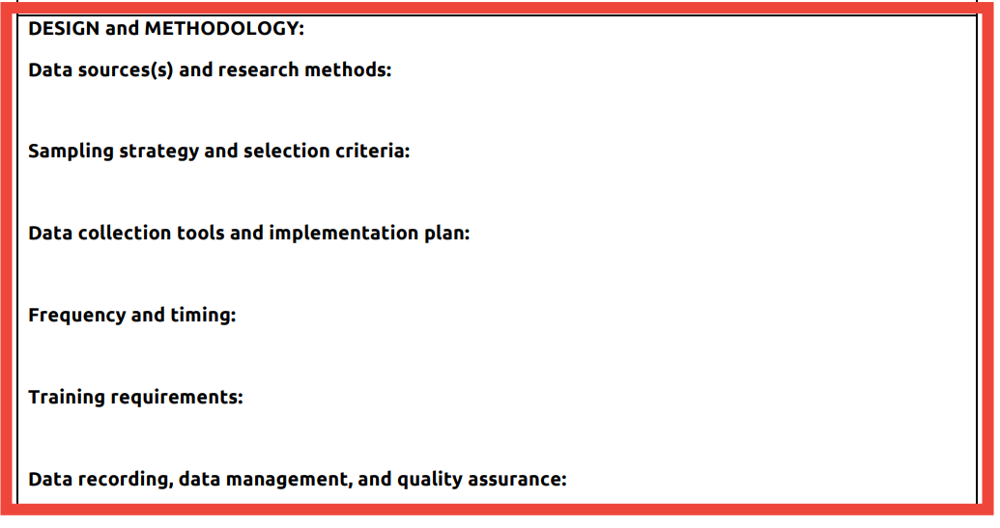 DESIGN and METHODOLOGY:
Data sources(s) and research methods:
Sampling strategy and selection criteria:
Data collection tools and implementation plan:
Frequency and timing:
Training requirements:
Data recording, data management, and quality assurance: